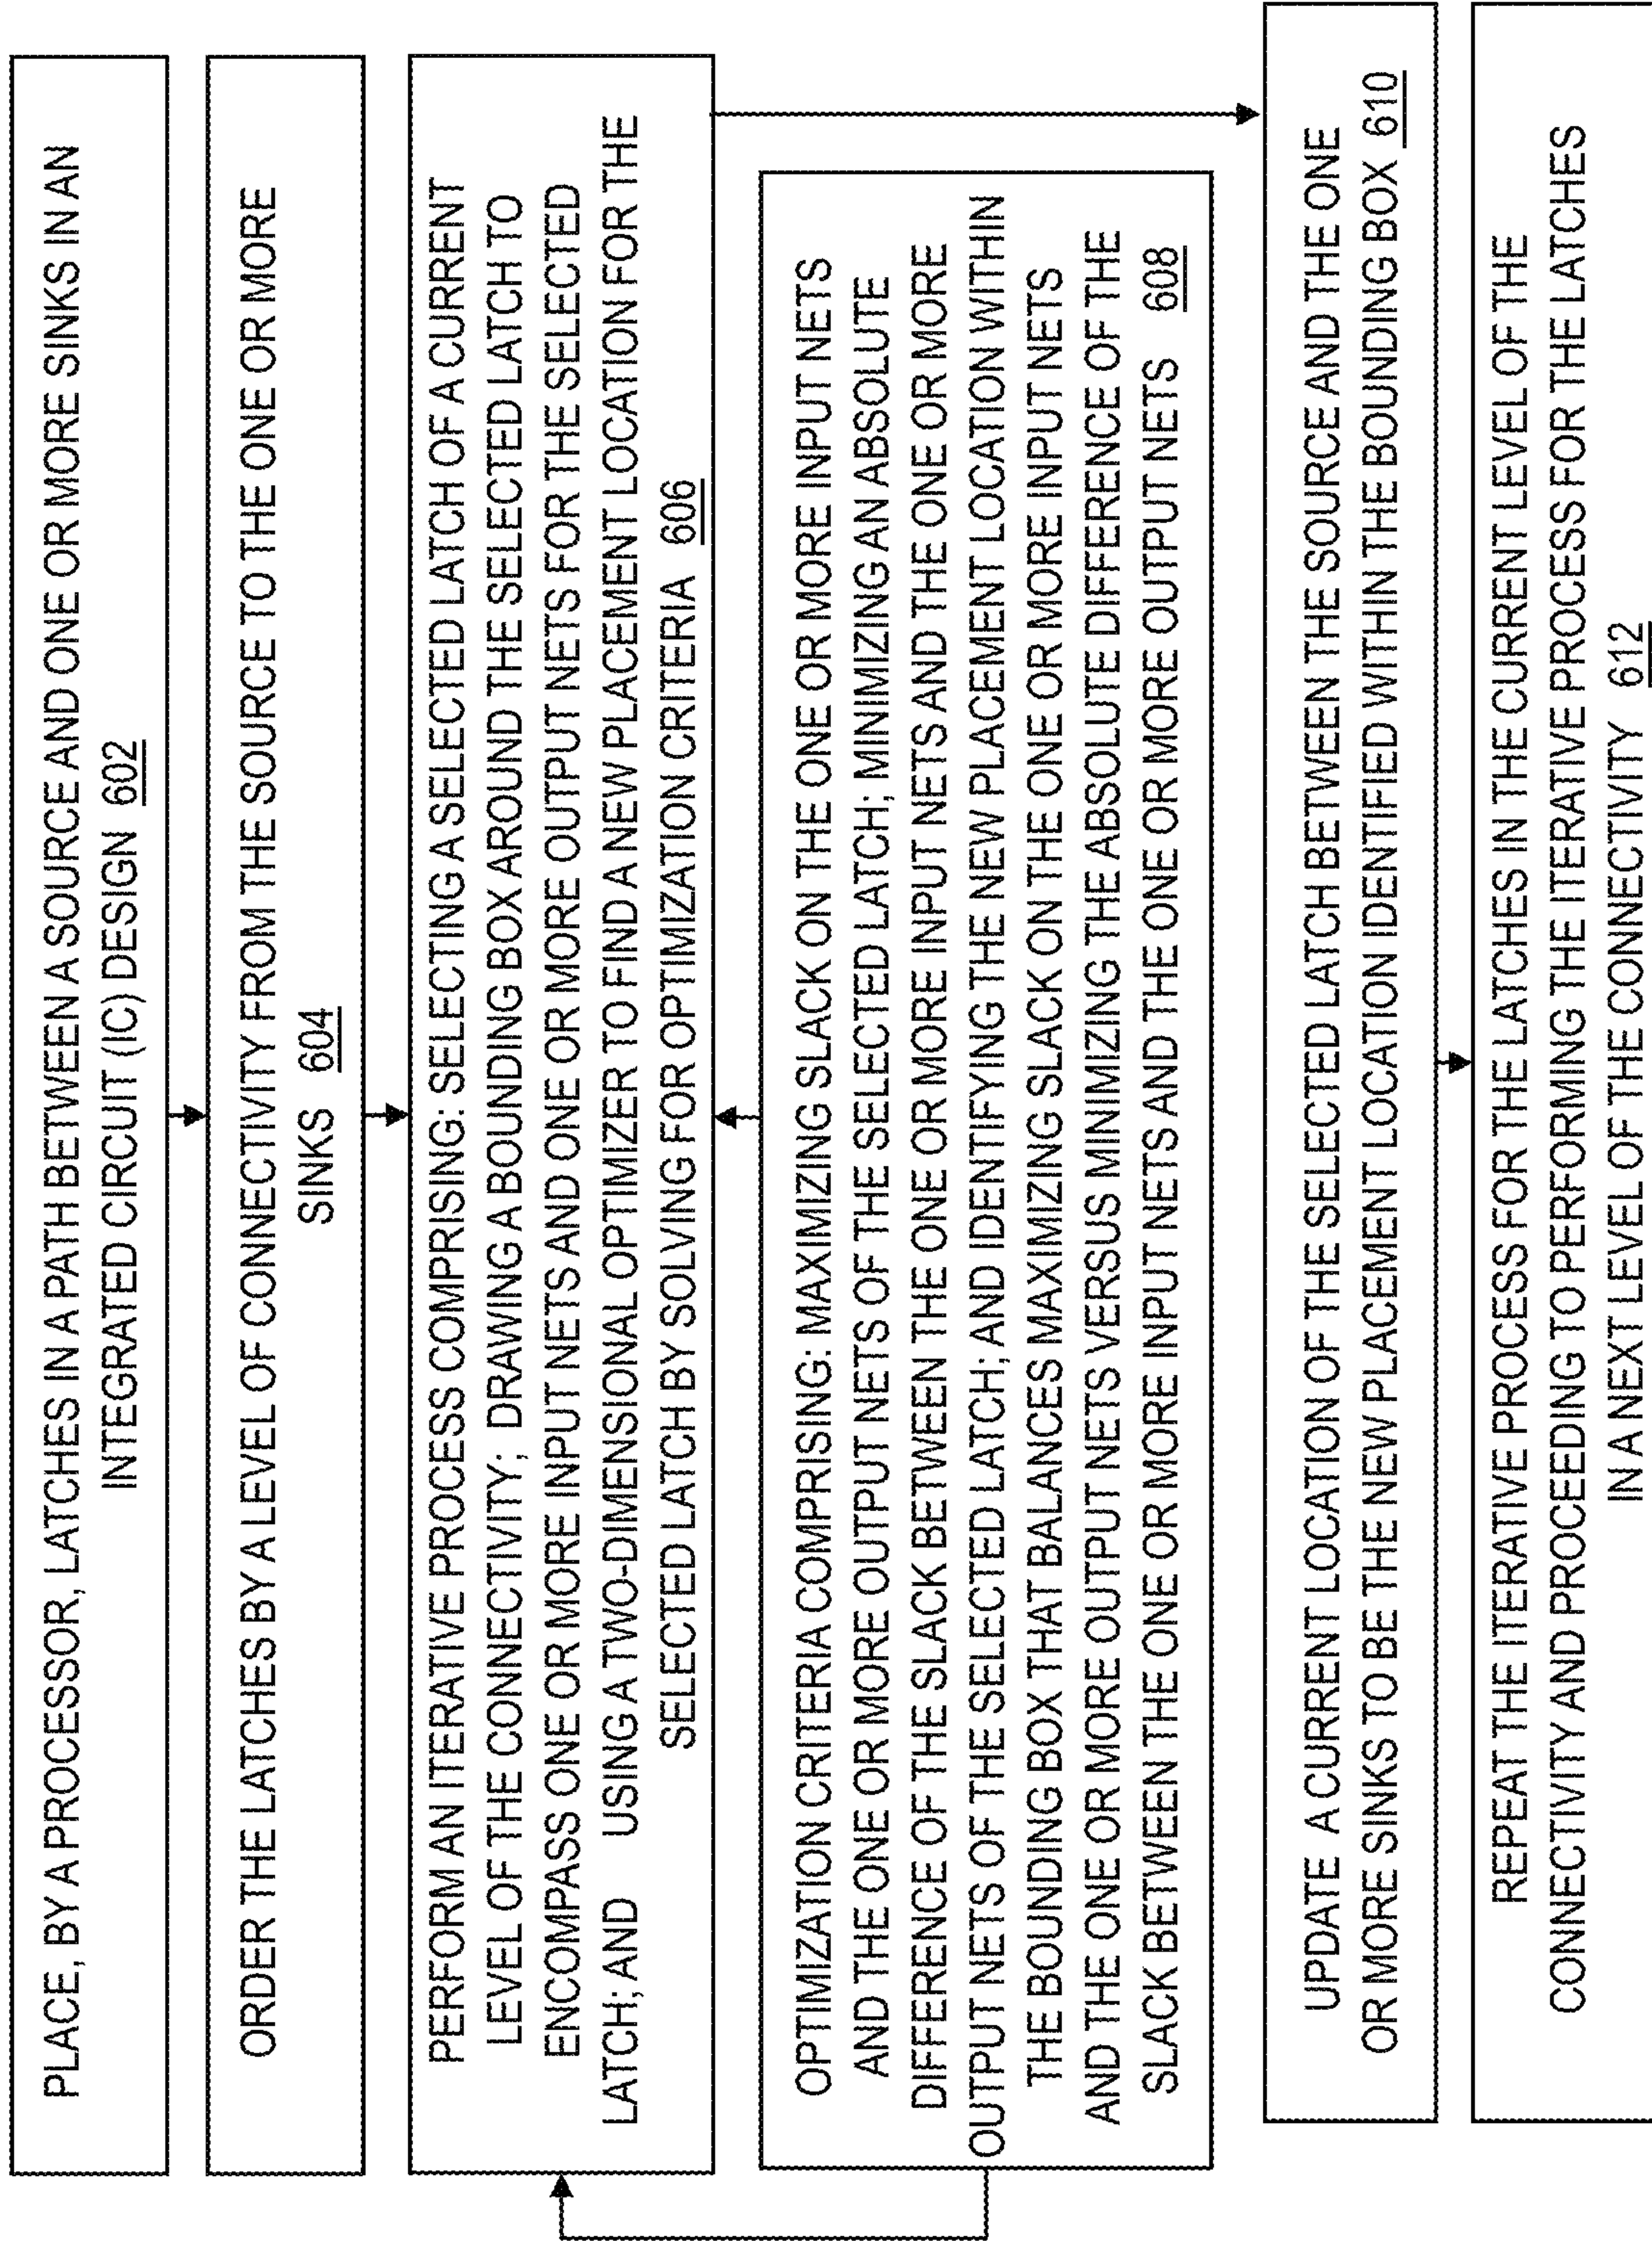 PLACE, BY A PROCESSOR, LATCHES IN A PATH BETWEEN A SOURCE AND ONE OR MORE SINKS IN AN
INTEGRATED CIRCUIT (IC) DESIGN 602
ORDER THE LATCHES BY A LEVEL OF CONNECTIVITY FROM THE SOURCE TO THE ONE OR MORE
SINKS 604
PERFORM AN ITERATIVE PROCESS COMPRISING: SELECTING A SELECTED LATCH OF A CURRENT
LEVEL OF THE CONNECTIVITY; DRAWING A BOUNDING BOX AROUND THE SELECTED LATCH TO
ENCOMPASS ONE OR MORE INPUT NETS AND ONE OR MORE OUTPUT NETS FOR THE SELECTED
LATCH; AND USING A TWO-DIMENSIONAL OPTIMIZER TO FIND A NEW PLACEMENT LOCATION FOR THE
SELECTED LATCH BY SOLVING FOR OPTIMIZATION CRITERIA 606
OPTIMIZATION CRITERIA COMPRISING: MAXIMIZING SLACK ON THE ONE OR MORE INPUT NETS
AND THE ONE OR MORE OUTPUT NETS OF THE SELECTED LATCH; MINIMIZING AN ABSOLUTE
DIFFERENCE OF THE SLACK BETWEEN THE ONE OR MORE INPUT NETS AND THE ONE OR MORE
OUTPUT NETS OF THE SELECTED LATCH; AND IDENTIFYING THE NEW PLACEMENT LOCATION WITHIN
THE BOUNDING BOX THAT BALANCES MAXIMIZING SLACK ON THE ONE OR MORE INPUT NETS
AND THE ONE OR MORE OUTPUT NETS VERSUS MINIMIZING THE ABSOLUTE DIFFERENCE OF THE
SLACK BETWEEN THE ONE OR MORE INPUT NETS AND THE ONE OR MORE OUTPUT NETS 608
UPDATE A CURRENT LOCATION OF THE SELECTED LATCH BETWEEN THE SOURCE AND THE ONE
OR MORE SINKS TO BE THE NEW PLACEMENT LOCATION IDENTIFIED WITHIN THE BOUNDING BOX 610
REPEAT THE ITERATIVE PROCESS FOR THE LATCHES IN THE CURRENT LEVEL OF THE
CONNECTIVITY AND PROCEEDING TO PERFORMING THE ITERATIVE PROCESS FOR THE LATCHES
IN A NEXT LEVEL OF THE CONNECTIVITY 612